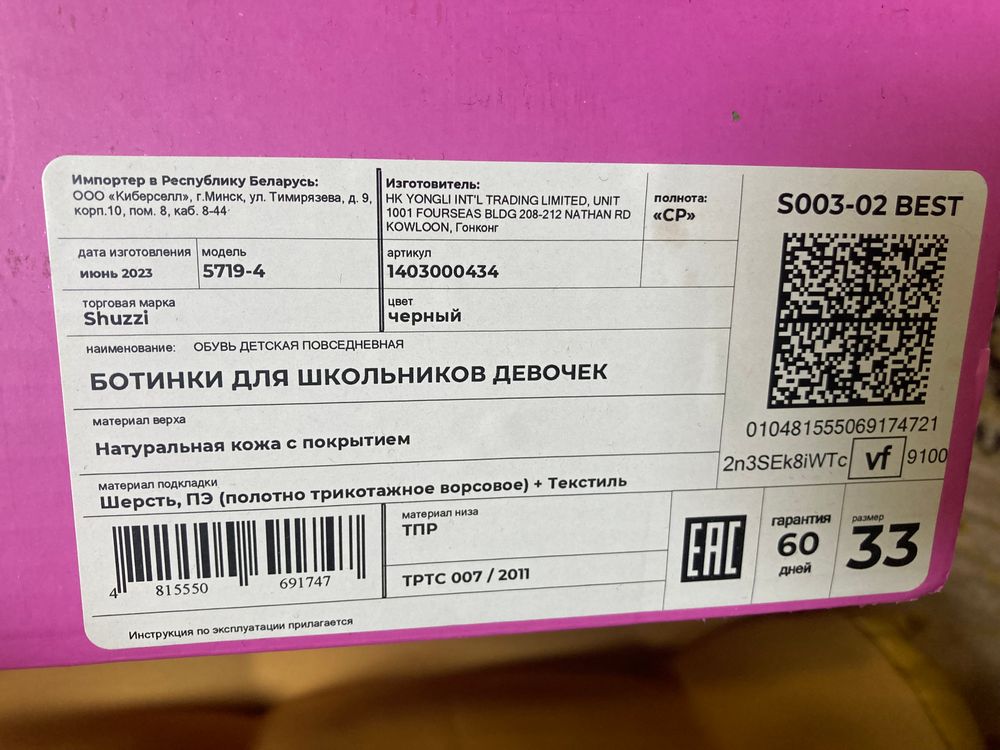 Импортер в Республику Беларусь:
ООО «Киберселл», г.Минск, ул. Тимирязева, д. 9,
корп.10, пом. 8, каб. 8-44
Изготовитель:
HK YONGLI INT'L TRADING LIMITED, UNIT
1001 FOURSEAS BLDG 208-212 NATHAN RD
KOWLOON, Гонконг
полнота:
«СР»
S003-02 BEST
дата изготовления
июнь 2023
модель
5719-4
артикул
1403000434
торговая марка
Shuzzi
цвет
черный
наименование: ОБУВЬ ДЕТСКАЯ ПОВСЕДНЕВНАЯ
БОТИНКИ ДЛЯ ШКОЛЬНИКОВ ДЕВОЧЕК
материал верха
Натуральная кожа с покрытием
материал подкладки
Шерсть, ПЭ (полотно трикотажное ворсовое) + Текстиль
010481555069174721
2n3SEk8iWTc vf 9100
4 815550 691747
материал низа
ТПР
ТРТС 007 / 2011
EAC
гарантия
60
дней
размер
33
Инструкция по эксплуатации прилагается